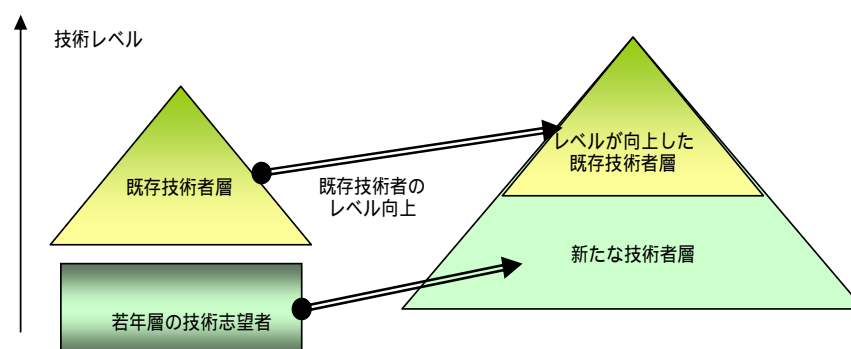 技術レベル
既存技術者層
既存技術者の
レベル向上
レベルが向上した
既存技術者層
新たな技術者層
若年層の技術志望者